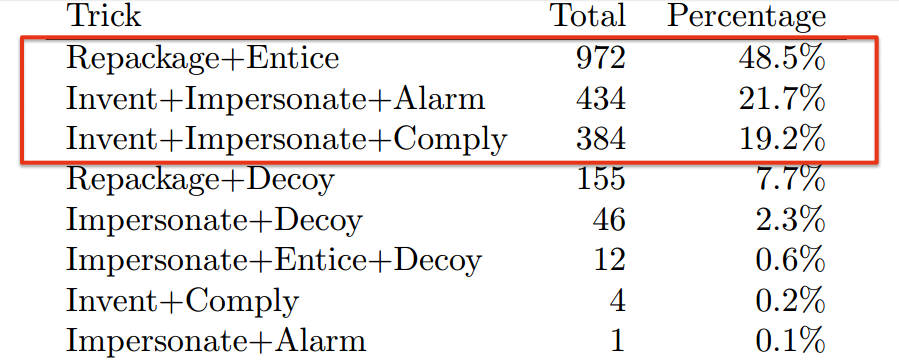 Trick Total Percentage
Repackage+Entice 972 48.5%
Invent+Impersonate+Alarm 434 21.7%
Invent+Impersonate+Comply 384 19.2%
Repackage+Decoy 155 7.7%
Impersonate+Decoy 46 2.3%
Impersonate+Entice+Decoy 12 0.6%
Invent+Comply 4 0.2%
Impersonate+Alarm 1 0.1%